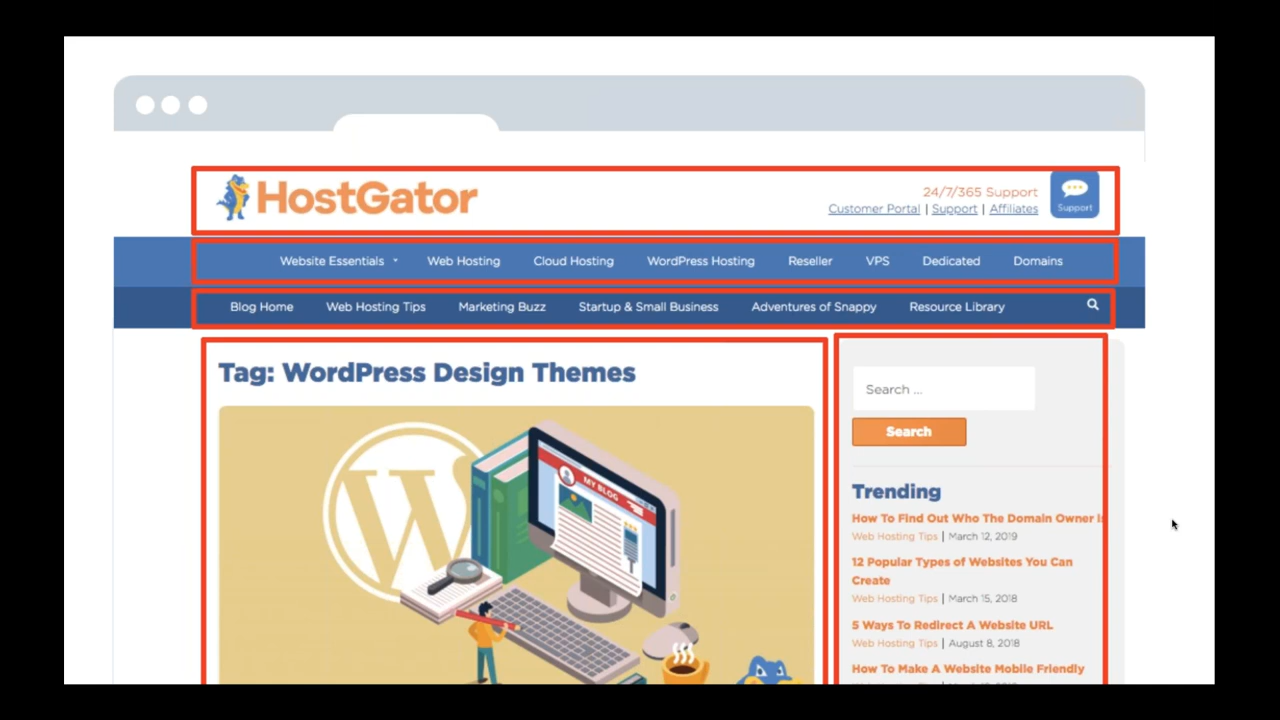 HostGator
24/7/365 Support
Customer Portal | Support | Affiliates
Support
Website Essentials
Web Hosting
Cloud Hosting
WordPress Hosting
Reseller
VPS
Dedicated
Domains
Blog Home
Web Hosting Tips
Marketing Buzz
Startup & Small Business
Adventures of Snappy
Resource Library
Tag: WordPress Design Themes
W
MY BLOG
Search ...
Search
Trending
How To Find Out Who The Domain Owner
Web Hosting Tips | March 12, 2019
12 Popular Types of Websites You Can
Create
Web Hosting Tips | March 15, 2018
5 Ways To Redirect A Website URL
Web Hosting Tips | August 8, 2018
How To Make A Website Mobile Friendly